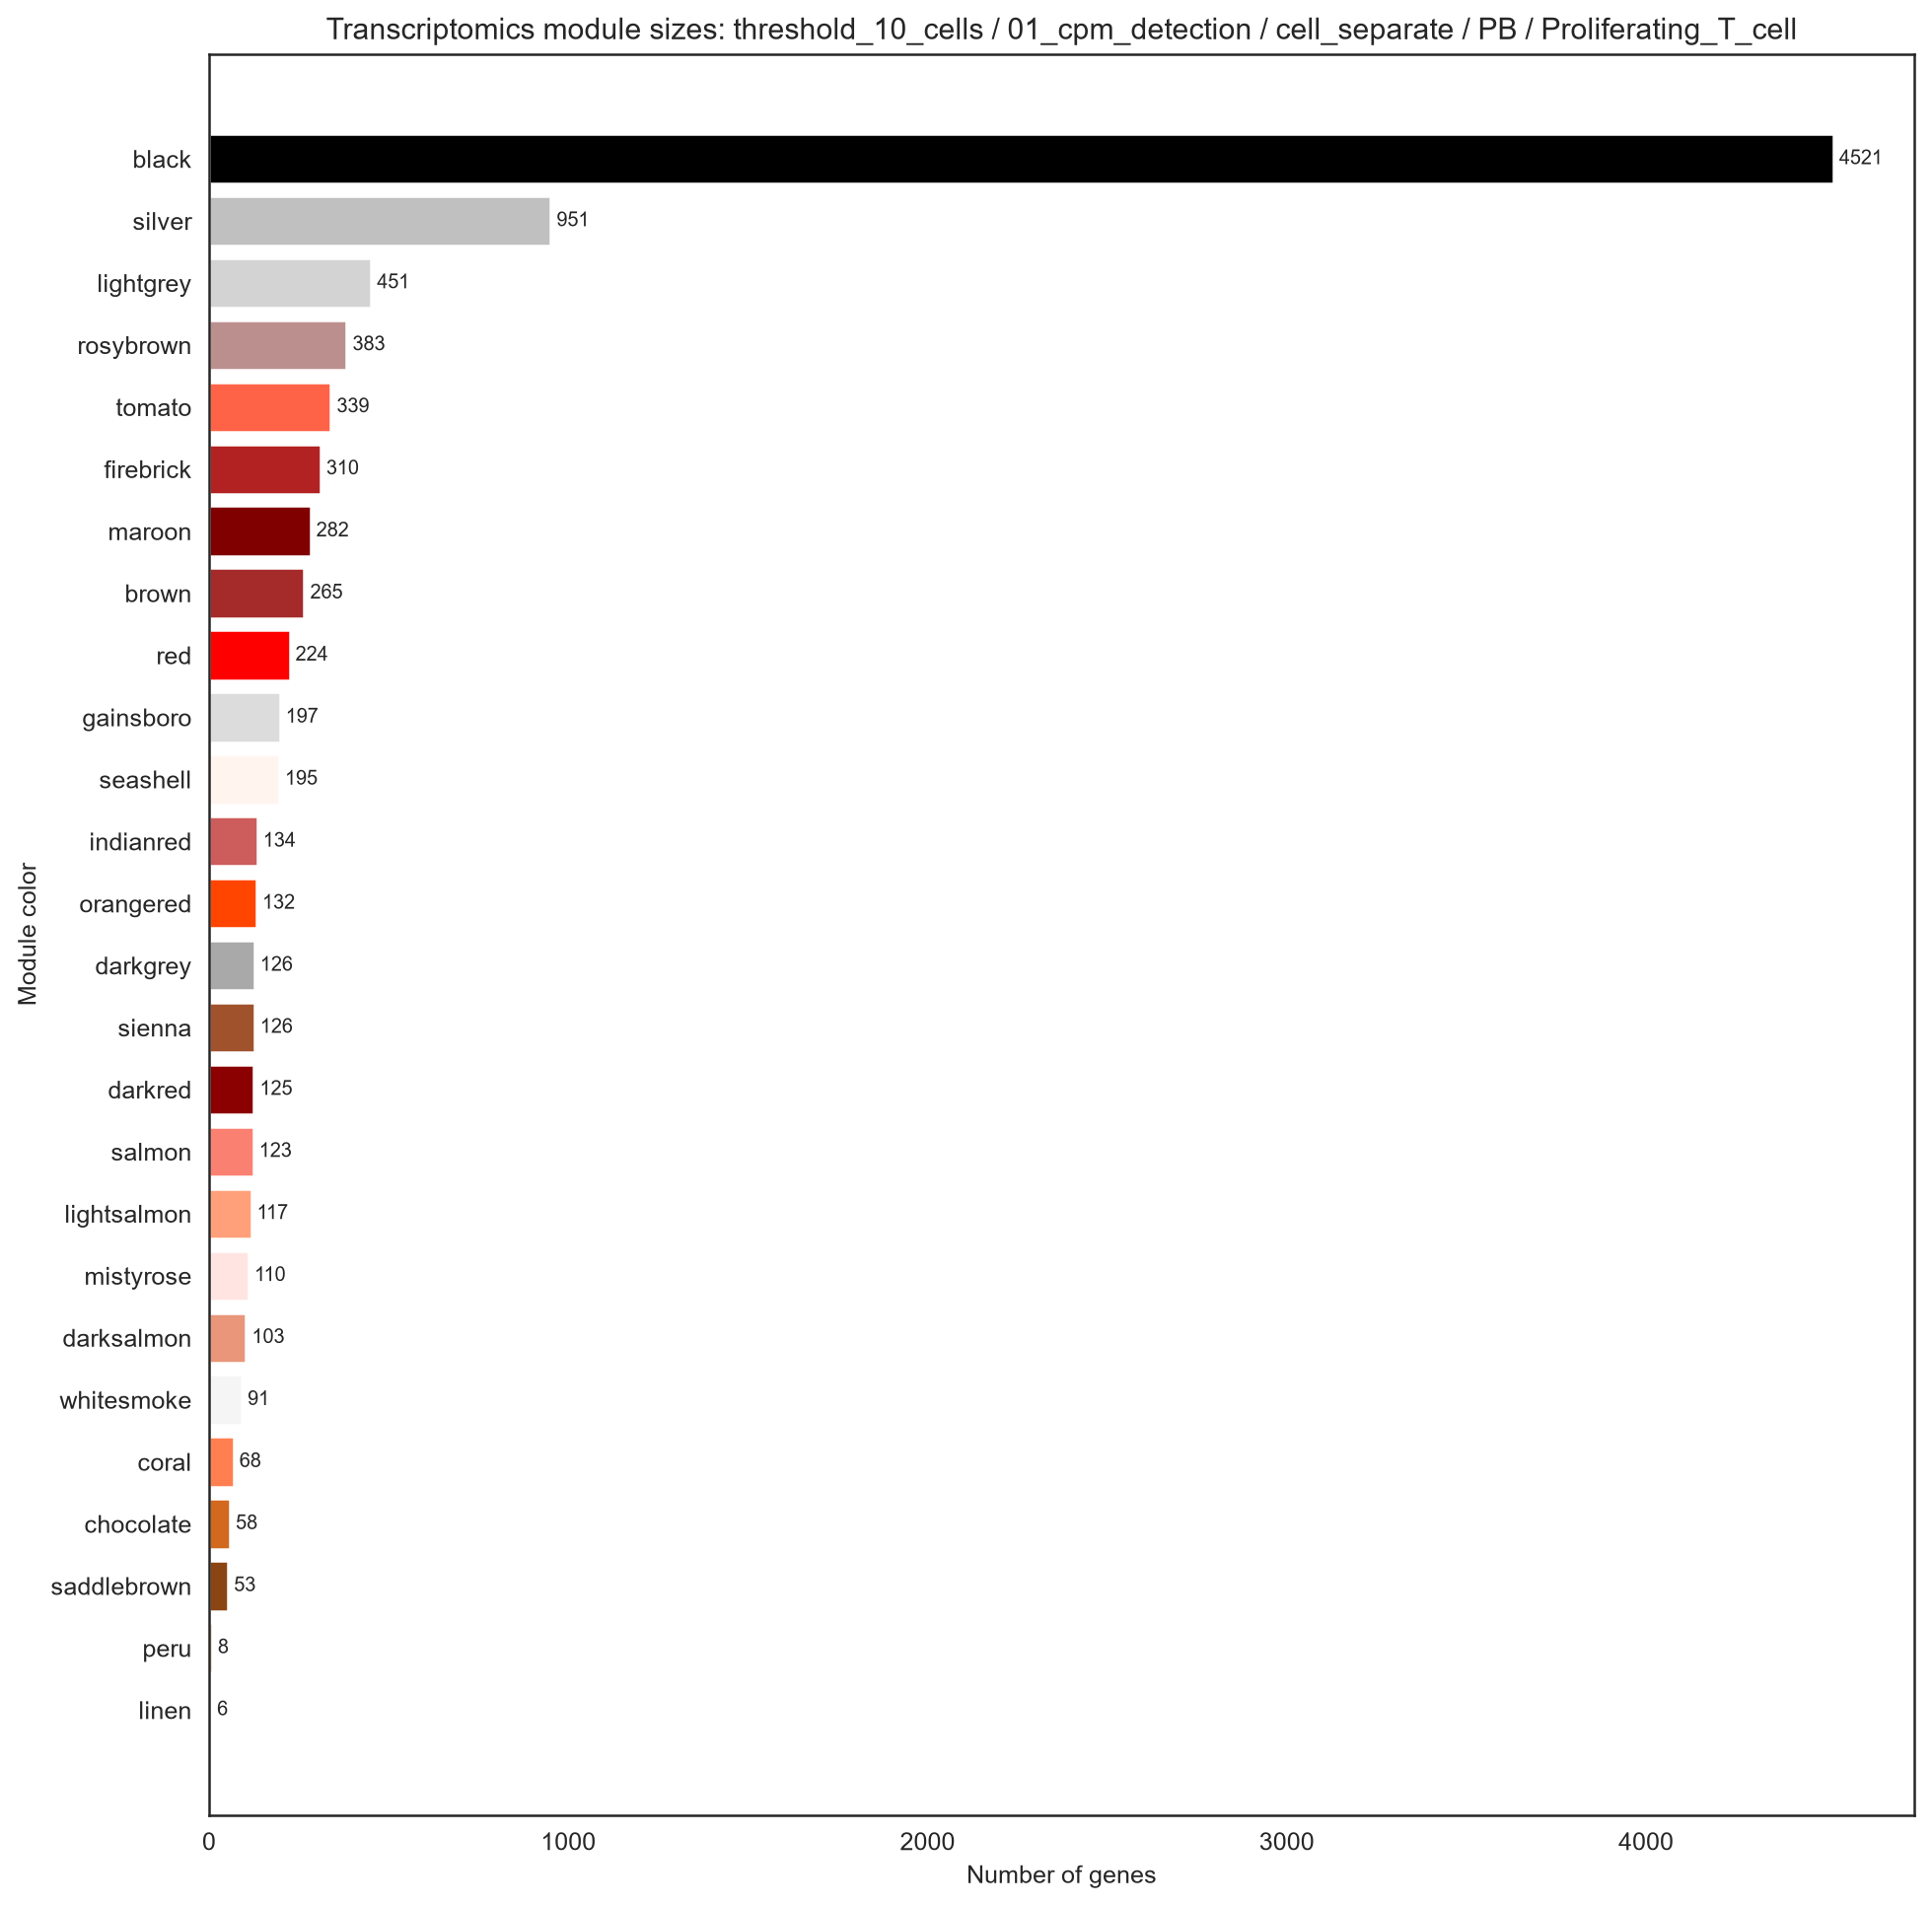 Transcriptomics module sizes: threshold_10_cells / 01_cpm_detection / cell_separate / PB / Proliferating_T_cell
black 4521
silver 951
lightgrey 451
rosybrown 383
tomato 339
firebrick 310
maroon 282
brown 265
red 224
gainsboro 197
seashell 195
indianred 134
orangered 132
darkgrey 126
sienna 126
darkred 125
salmon 123
lightsalmon 117
mistyrose 110
darksalmon 103
whitesmoke 91
coral 68
chocolate 58
saddlebrown 53
peru 8
linen 6
Module color
0 1000 2000 3000 4000
Number of genes